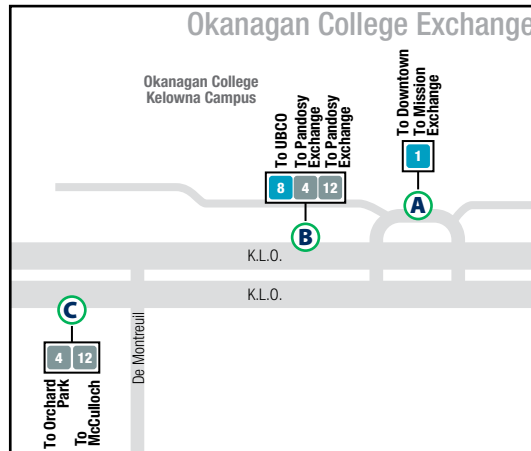 Okanagan College Exchange
Okanagan College
Kelowna Campus
To UBCO
To Pandosy
Exchange
To Pandosy
Exchange
8
4
12
B
To Downtown
To Mission
Exchange
1
A
K.L.O.
K.L.O.
C
4
12
To Orchard
Park
To
McCulloch
De Montreuil